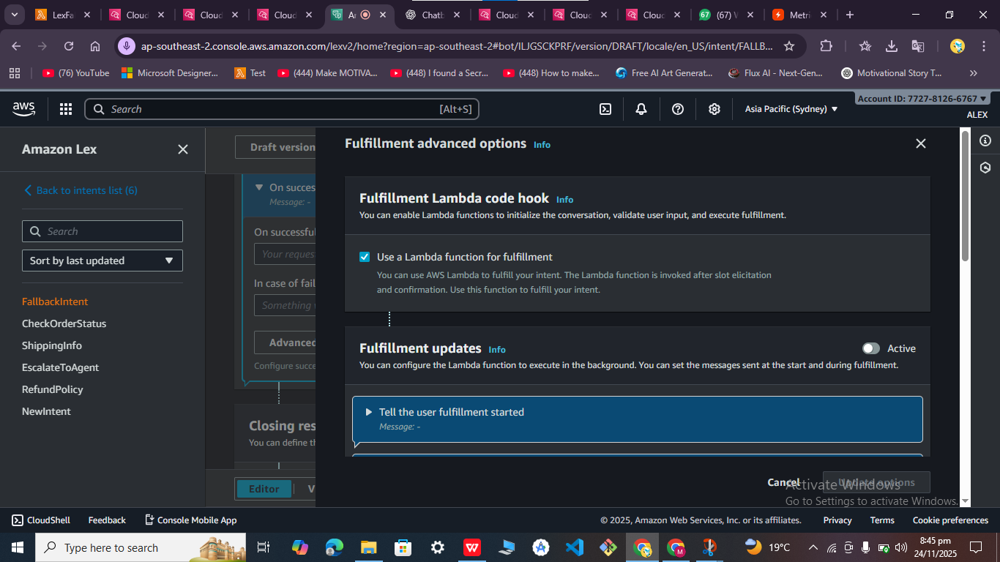 LexFa
Cloud
Cloud
Cloud
Ar
Chatb
Cloud
Cloud
Cloud
67
(67) V
Metri
ap-southeast-2.console.aws.amazon.com/lexv2/home?region=ap-southeast-2#bot/ILJGSCKPRF/version/DRAFT/locale/en_US/intent/FALLB...
(76) YouTube
Microsoft Designer...
Test
(444) Make MOTIVA...
(448) I found a Secr...
(448) How to make...
Free AI Art Generat...
Flux AI - Next-Gen...
Motivational Story T...
aws
Search
[Alt+S]
Asia Pacific (Sydney)
Account ID: 7727-8126-6767
ALEX
Amazon Lex
Back to intents list (6)
Search
Sort by last updated
FallbackIntent
CheckOrderStatus
ShippingInfo
EscalateToAgent
RefundPolicy
NewIntent
Draft version
On succes
Message: -
On successful
Your reques
In case of fail
Something w
Advanced
Configure succe
Closing res
You can define th
Editor
V
Fulfillment advanced options Info
Fulfillment Lambda code hook Info
You can enable Lambda functions to initialize the conversation, validate user input, and execute fulfillment.
Use a Lambda function for fulfillment
You can use AWS Lambda to fulfill your intent. The Lambda function is invoked after slot elicitation
and confirmation. Use this function to fulfill your intent.
Fulfillment updates Info
Active
You can configure the Lambda function to execute in the background. You can set the messages sent at the start and during fulfillment.
Tell the user fulfillment started
Message: -
Cancel
Update options
Activate Windows
Go to Settings to activate Windows.
CloudShell
Feedback
Console Mobile App
© 2025, Amazon Web Services, Inc. or its affiliates.
Privacy
Terms
Cookie preferences
Type here to search
19°C
8:45 pm
24/11/2025